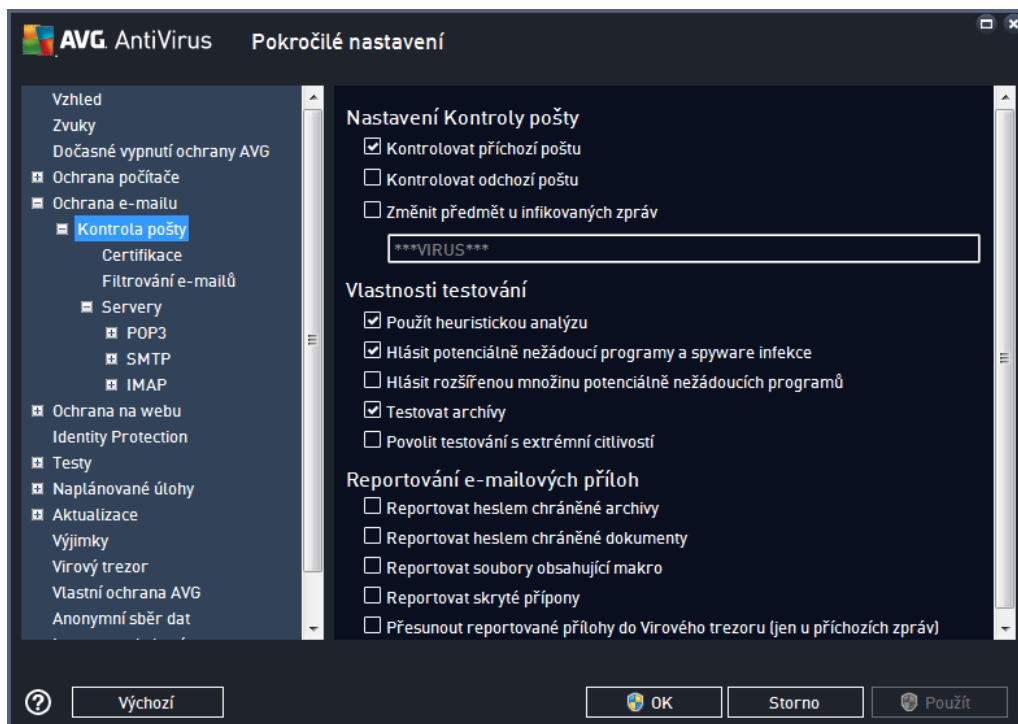 AVG. AntiVirus Pokročilé nastavení
Vzhled
Zvuky
Dočasné vypnutí ochrany AVG
Ochrana počítače
Ochrana e-mailu
Kontrola pošty
Certifikace
Filtrování e-mailů
Servery
POP3
SMTP
IMAP
Ochrana na webu
Identity Protection
Testy
Naplánované úlohy
Aktualizace
Výjimky
Virový trezor
Vlastní ochrana AVG
Anonymní sběr dat
Nastavení Kontroly pošty
Kontrolovat příchozí poštu
Kontrolovat odchozí poštu
Změnit předmět u infikovaných zpráv
***VIRUS***
Vlastnosti testování
Použít heuristickou analýzu
Hlásit potenciálně nežádoucí programy a spyware infekce
Hlásit rozšířenou množinu potenciálně nežádoucích programů
Testovat archívy
Povolit testování s extrémní citlivostí
Reportování e-mailových příloh
Reportovat heslem chráněné archivy
Reportovat heslem chráněné dokumenty
Reportovat soubory obsahující makro
Reportovat skryté přípony
Přesunout reportované přílohy do Virového trezoru (jen u příchozích zpráv)
Výchozí
OK
Storno
Použít